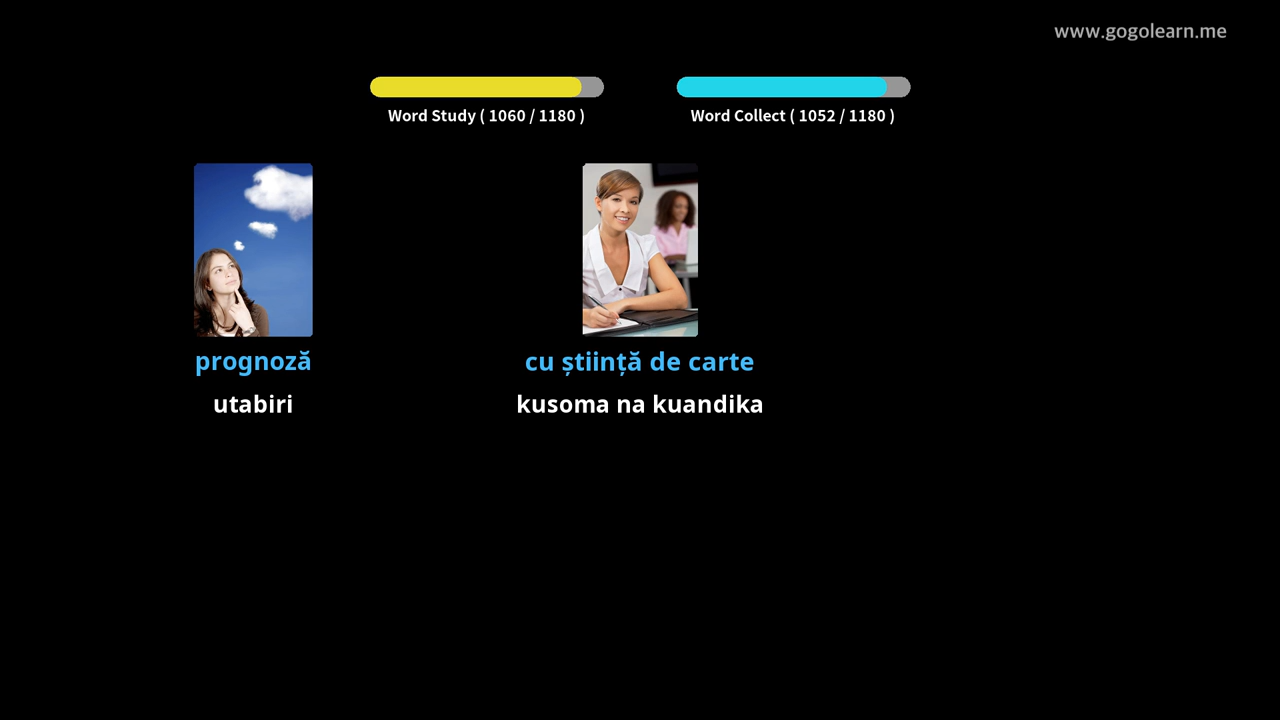 www.gogolearn.me
Word Study ( 1060 / 1180 )
Word Collect ( 1052 / 1180 )
prognoză
cu știință de carte
utabiri
kusoma na kuandika